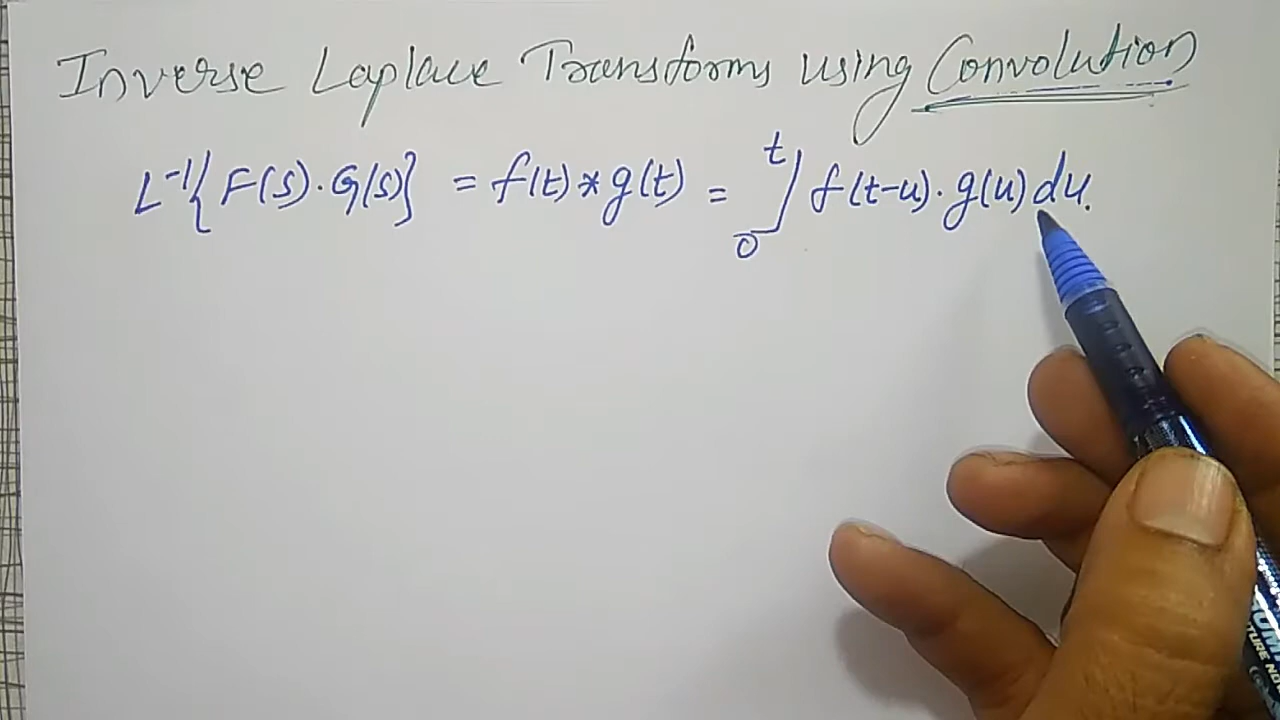 Inverse Laplace Transforms using Convolution
L⁻¹{F(s)·G(s)} = f(t)*g(t) = ∫₀ᵗ f(t-u)·g(u)du.